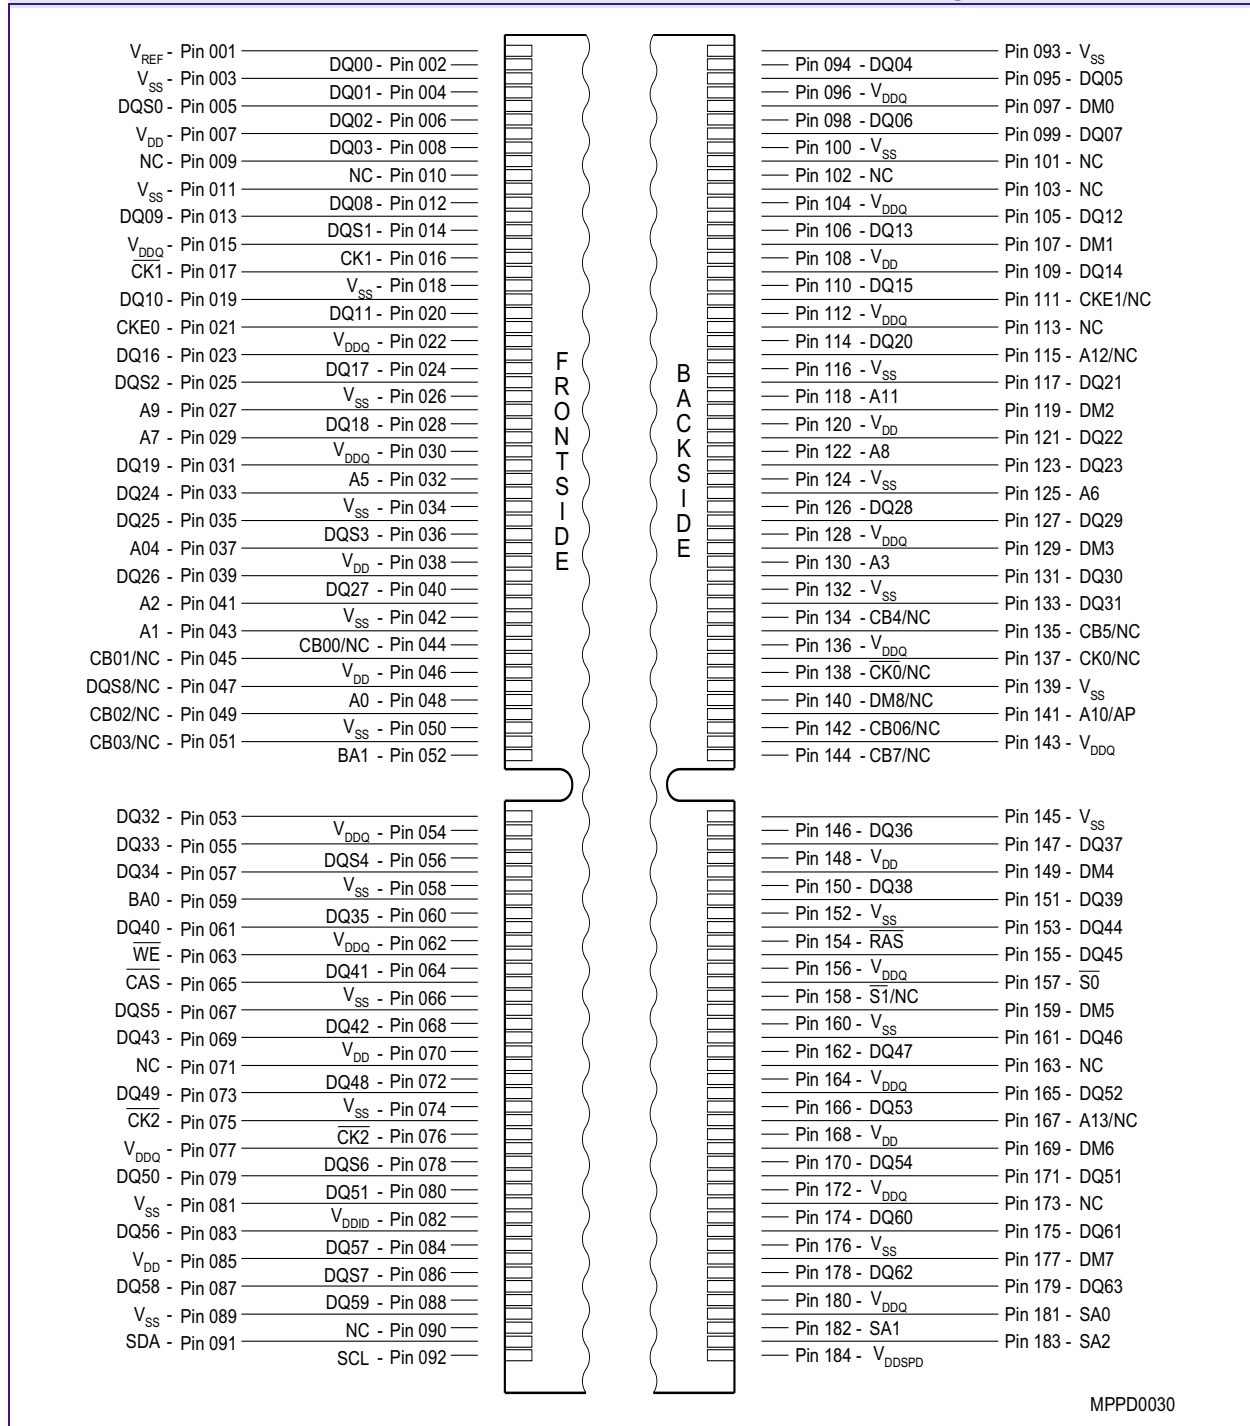 VREF - Pin 001
DQ00 - Pin 002
VSS - Pin 003
DQ01 - Pin 004
DQS0 - Pin 005
DQ02 - Pin 006
VDD - Pin 007
DQ03 - Pin 008
NC - Pin 009
NC - Pin 010
VSS - Pin 011
DQ08 - Pin 012
DQ09 - Pin 013
DQS1 - Pin 014
VDDQ - Pin 015
CK1 - Pin 016
C̅K̅1̅ - Pin 017
VSS - Pin 018
DQ10 - Pin 019
DQ11 - Pin 020
CKE0 - Pin 021
VDDQ - Pin 022
DQ16 - Pin 023
DQ17 - Pin 024
DQS2 - Pin 025
VSS - Pin 026
A9 - Pin 027
DQ18 - Pin 028
A7 - Pin 029
VDDQ - Pin 030
DQ19 - Pin 031
A5 - Pin 032
DQ24 - Pin 033
VSS - Pin 034
DQ25 - Pin 035
DQS3 - Pin 036
A04 - Pin 037
VDD - Pin 038
DQ26 - Pin 039
DQ27 - Pin 040
A2 - Pin 041
VSS - Pin 042
A1 - Pin 043
CB00/NC - Pin 044
CB01/NC - Pin 045
VDD - Pin 046
DQS8/NC - Pin 047
A0 - Pin 048
CB02/NC - Pin 049
VSS - Pin 050
CB03/NC - Pin 051
BA1 - Pin 052
DQ32 - Pin 053
VDDQ - Pin 054
DQ33 - Pin 055
DQS4 - Pin 056
DQ34 - Pin 057
VSS - Pin 058
BA0 - Pin 059
DQ35 - Pin 060
DQ40 - Pin 061
VDDQ - Pin 062
W̅E̅ - Pin 063
DQ41 - Pin 064
C̅A̅S̅ - Pin 065
VSS - Pin 066
DQS5 - Pin 067
DQ42 - Pin 068
DQ43 - Pin 069
VDD - Pin 070
NC - Pin 071
DQ48 - Pin 072
DQ49 - Pin 073
VSS - Pin 074
C̅K̅2̅ - Pin 075
C̅K̅2̅ - Pin 076
VDDQ - Pin 077
DQS6 - Pin 078
DQ50 - Pin 079
DQ51 - Pin 080
VSS - Pin 081
VDDID - Pin 082
DQ56 - Pin 083
DQ57 - Pin 084
VDD - Pin 085
DQS7 - Pin 086
DQ58 - Pin 087
DQ59 - Pin 088
VSS - Pin 089
NC - Pin 090
SDA - Pin 091
SCL - Pin 092
FRONTSIDE
BACKSIDE
Pin 093 - VSS
Pin 094 - DQ04
Pin 095 - DQ05
Pin 096 - VDDQ
Pin 097 - DM0
Pin 098 - DQ06
Pin 099 - DQ07
Pin 100 - VSS
Pin 101 - NC
Pin 102 - NC
Pin 103 - NC
Pin 104 - VDDQ
Pin 105 - DQ12
Pin 106 - DQ13
Pin 107 - DM1
Pin 108 - VDD
Pin 109 - DQ14
Pin 110 - DQ15
Pin 111 - CKE1/NC
Pin 112 - VDDQ
Pin 113 - NC
Pin 114 - DQ20
Pin 115 - A12/NC
Pin 116 - VSS
Pin 117 - DQ21
Pin 118 - A11
Pin 119 - DM2
Pin 120 - VDD
Pin 121 - DQ22
Pin 122 - A8
Pin 123 - DQ23
Pin 124 - VSS
Pin 125 - A6
Pin 126 - DQ28
Pin 127 - DQ29
Pin 128 - VDDQ
Pin 129 - DM3
Pin 130 - A3
Pin 131 - DQ30
Pin 132 - VSS
Pin 133 - DQ31
Pin 134 - CB4/NC
Pin 135 - CB5/NC
Pin 136 - VDDQ
Pin 137 - CK0/NC
Pin 138 - C̅K̅0̅/NC
Pin 139 - VSS
Pin 140 - DM8/NC
Pin 141 - A10/AP
Pin 142 - CB06/NC
Pin 143 - VDDQ
Pin 144 - CB7/NC
Pin 145 - VSS
Pin 146 - DQ36
Pin 147 - DQ37
Pin 148 - VDD
Pin 149 - DM4
Pin 150 - DQ38
Pin 151 - DQ39
Pin 152 - VSS
Pin 153 - DQ44
Pin 154 - R̅A̅S̅
Pin 155 - DQ45
Pin 156 - VDDQ
Pin 157 - S̅0̅
Pin 158 - S̅1̅/NC
Pin 159 - DM5
Pin 160 - VSS
Pin 161 - DQ46
Pin 162 - DQ47
Pin 163 - NC
Pin 164 - VDDQ
Pin 165 - DQ52
Pin 166 - DQ53
Pin 167 - A13/NC
Pin 168 - VDD
Pin 169 - DM6
Pin 170 - DQ54
Pin 171 - DQ51
Pin 172 - VDDQ
Pin 173 - NC
Pin 174 - DQ60
Pin 175 - DQ61
Pin 176 - VSS
Pin 177 - DM7
Pin 178 - DQ62
Pin 179 - DQ63
Pin 180 - VDDQ
Pin 181 - SA0
Pin 182 - SA1
Pin 183 - SA2
Pin 184 - VDDSPD
MPPD0030